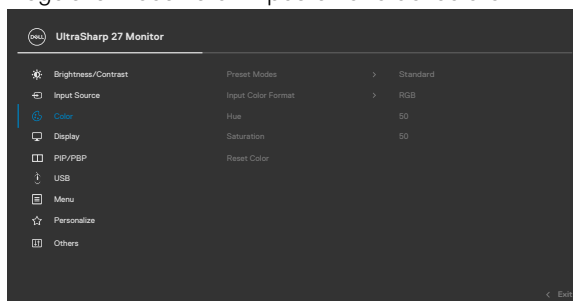 DELL
UltraSharp 27 Monitor
Brightness/Contrast
Preset Modes > Standard
Input Source
Input Color Format > RGB
Color
Hue 50
Display
Saturation 50
PIP/PBP
Reset Color
USB
Menu
Personalize
Others
< Exit